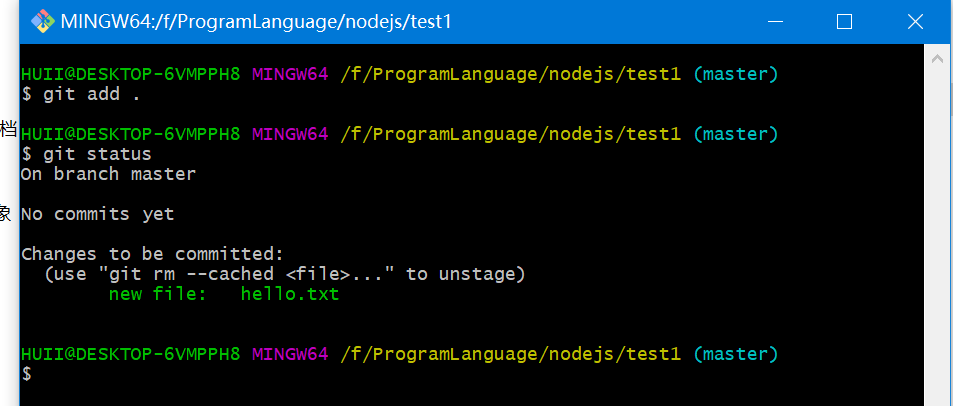 MINGW64:/f/ProgramLanguage/nodejs/test1
HUII@DESKTOP-6VMPPH8 MINGW64 /f/ProgramLanguage/nodejs/test1 (master)
$ git add .
档
HUII@DESKTOP-6VMPPH8 MINGW64 /f/ProgramLanguage/nodejs/test1 (master)
$ git status
On branch master
象
No commits yet
Changes to be committed:
  (use "git rm --cached <file>..." to unstage)
        new file:   hello.txt
HUII@DESKTOP-6VMPPH8 MINGW64 /f/ProgramLanguage/nodejs/test1 (master)
$